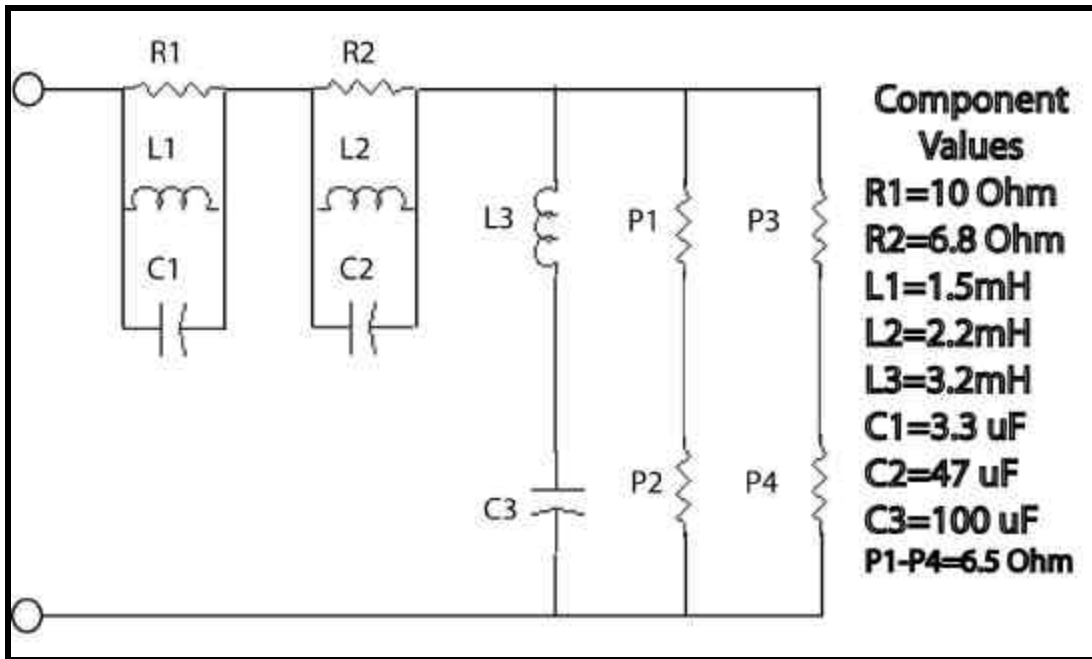 R1
R2
L1
L2
C1
C2
L3
P1
P3
C3
P2
P4
Component
Values
R1=10 Ohm
R2=6.8 Ohm
L1=1.5mH
L2=2.2mH
L3=3.2mH
C1=3.3 uF
C2=47 uF
C3=100 uF
P1-P4=6.5 Ohm